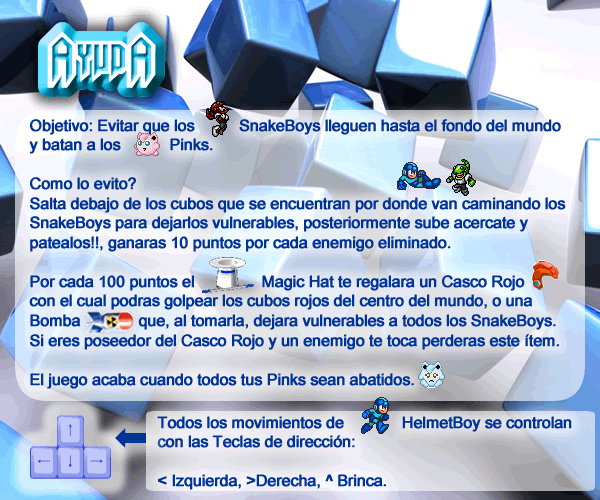 AYUDA
Objetivo: Evitar que los SnakeBoys lleguen hasta el fondo del mundo
y batan a los Pinks.
Como lo evito?
Salta debajo de los cubos que se encuentran por donde van caminando los
SnakeBoys para dejarlos vulnerables, posteriormente sube acercate y
patealos!!, ganaras 10 puntos por cada enemigo eliminado.
Por cada 100 puntos el Magic Hat te regalara un Casco Rojo
con el cual podras golpear los cubos rojos del centro del mundo, o una
Bomba que, al tomarla, dejara vulnerables a todos los SnakeBoys.
Si eres poseedor del Casco Rojo y un enemigo te toca perderas este ítem.
El juego acaba cuando todos tus Pinks sean abatidos.
Todos los movimientos de HelmetBoy se controlan
con las Teclas de dirección:
< Izquierda, >Derecha, ^ Brinca.